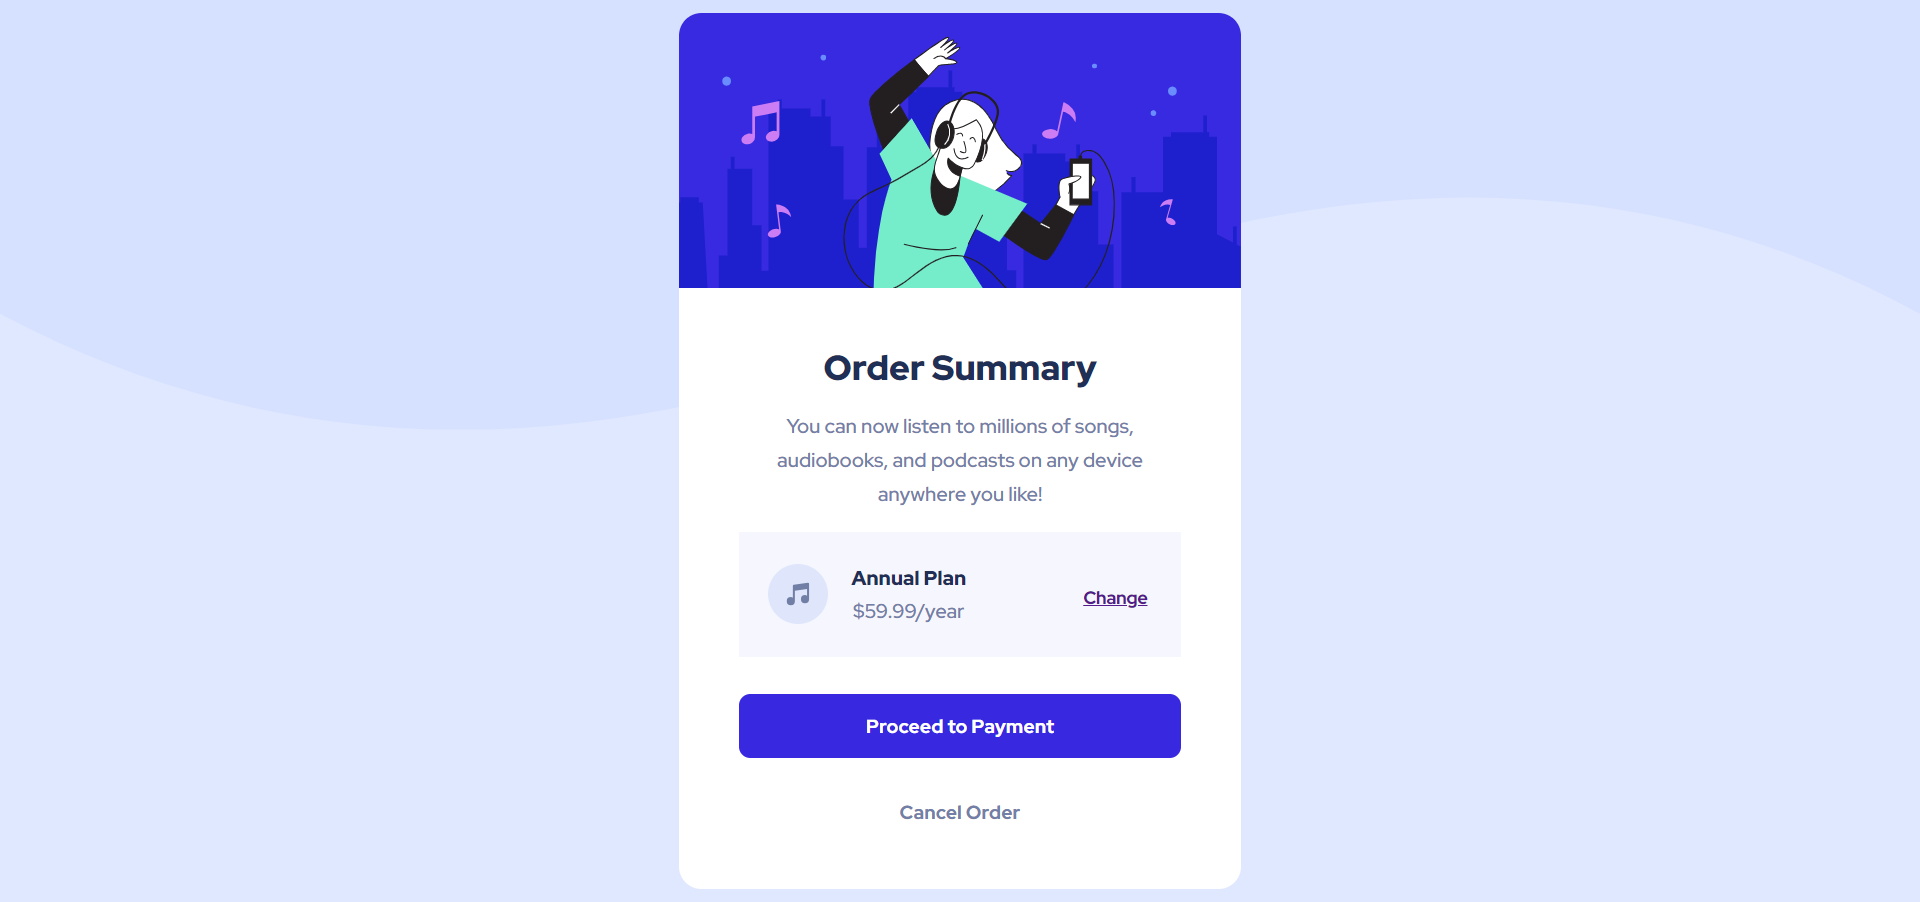 Order Summary
You can now listen to millions of songs,
audiobooks, and podcasts on any device
anywhere you like!
Annual Plan
$59.99/year
Change
Proceed to Payment
Cancel Order